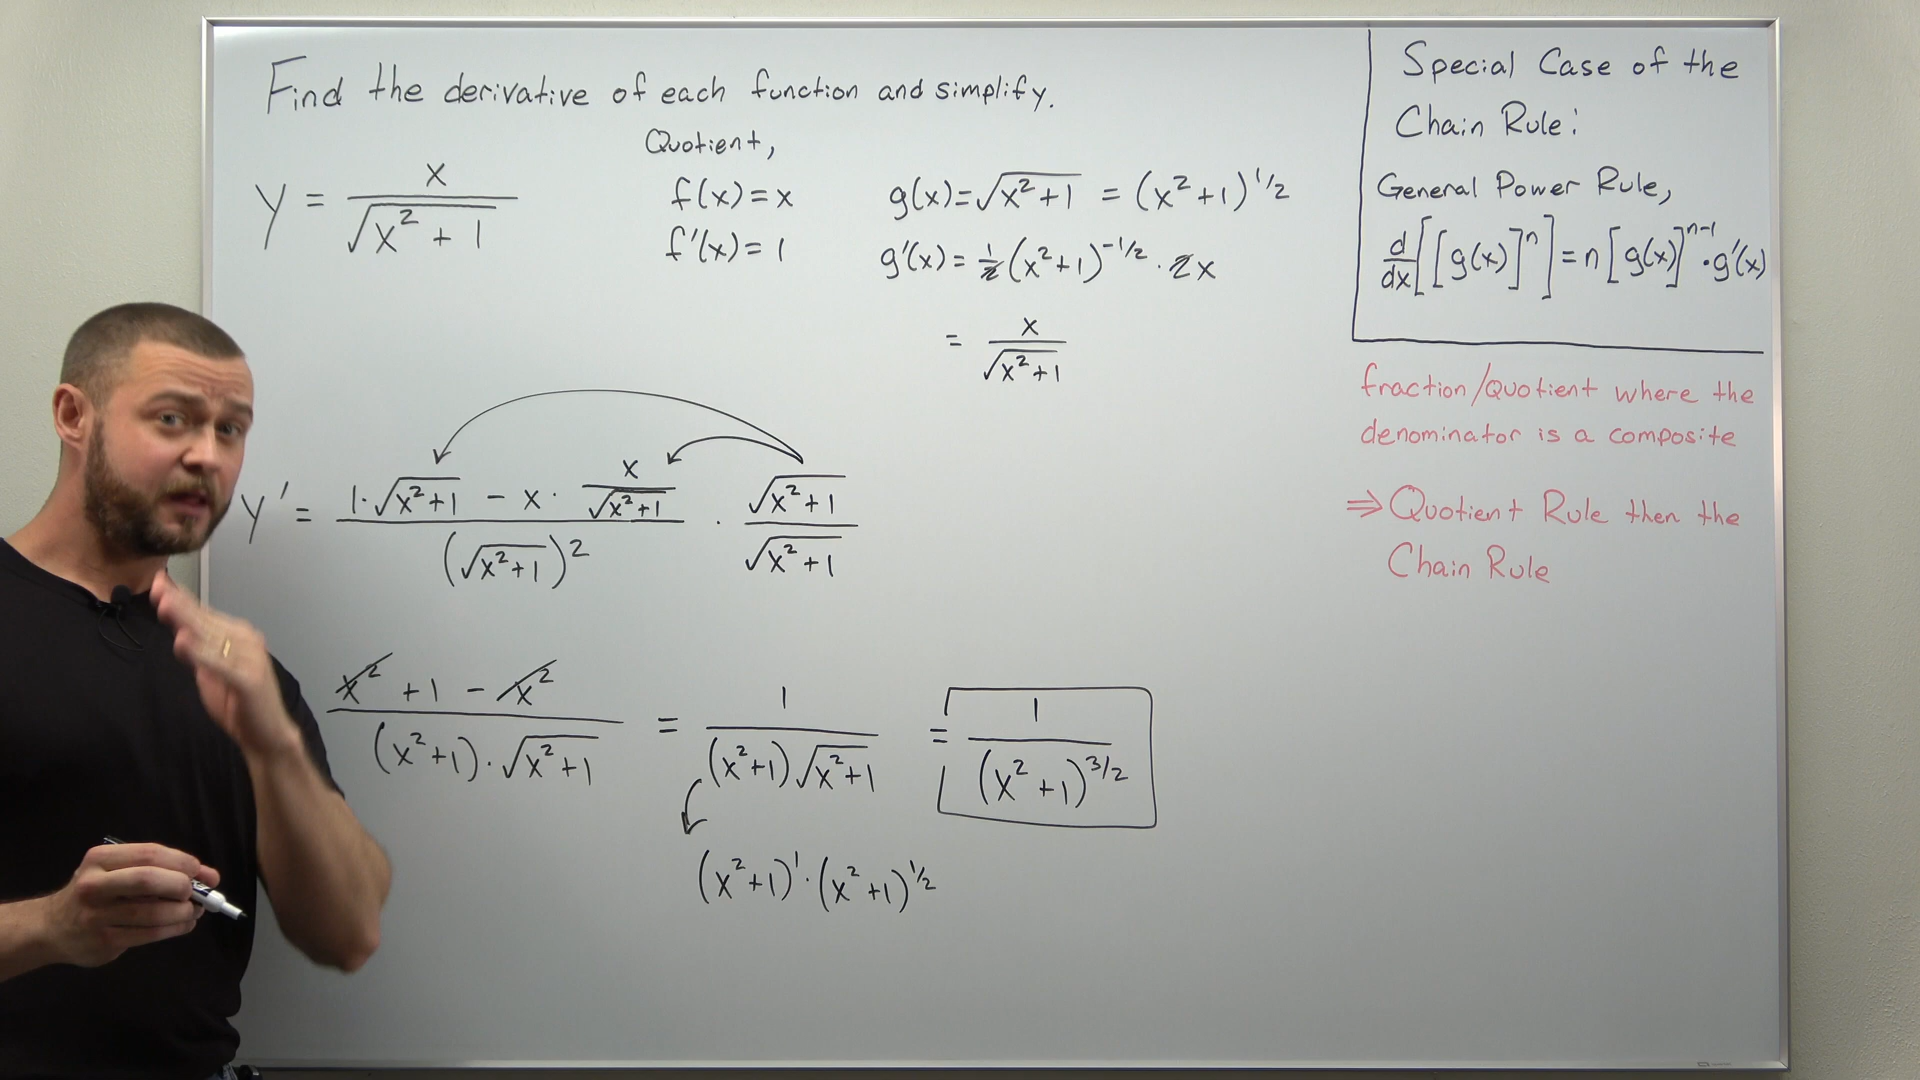 Find the derivative of each function and simplify.
y = x / √(x² + 1)
Quotient,
f(x) = x
f'(x) = 1
g(x) = √(x² + 1) = (x² + 1)^1/2
g'(x) = 1/2 (x² + 1)^-1/2 · 2x
= x / √(x² + 1)
y' = (1·√(x² + 1) − x · x/√(x² + 1)) / (√(x² + 1))² · √(x² + 1) / √(x² + 1)
(x² + 1 − x²) / ((x² + 1)·√(x² + 1)) = 1 / ((x² + 1)√(x² + 1)) = 1 / (x² + 1)^3/2
(x² + 1)^1 · (x² + 1)^1/2
Special Case of the
Chain Rule:
General Power Rule,
d/dx [[g(x)]^n] = n [g(x)]^n-1 · g'(x)
fraction/Quotient where the
denominator is a composite
⇒ Quotient Rule then the
Chain Rule